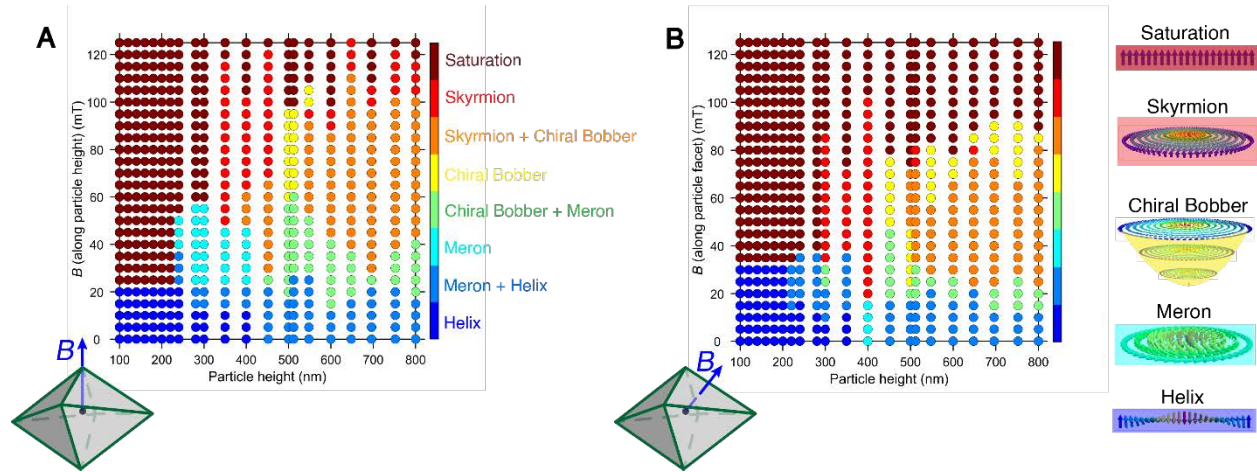 A
B (along particle height) (mT)
120
100
80
60
40
20
0
100
200
300
400
500
600
700
800
Particle height (nm)
Saturation
Skyrmion
Skyrmion + Chiral Bobber
Chiral Bobber
Chiral Bobber + Meron
Meron
Meron + Helix
Helix
B
B
B (along particle facet) (mT)
120
100
80
60
40
20
0
100
200
300
400
500
600
700
800
Particle height (nm)
B
Saturation
Skyrmion
Chiral Bobber
Meron
Helix